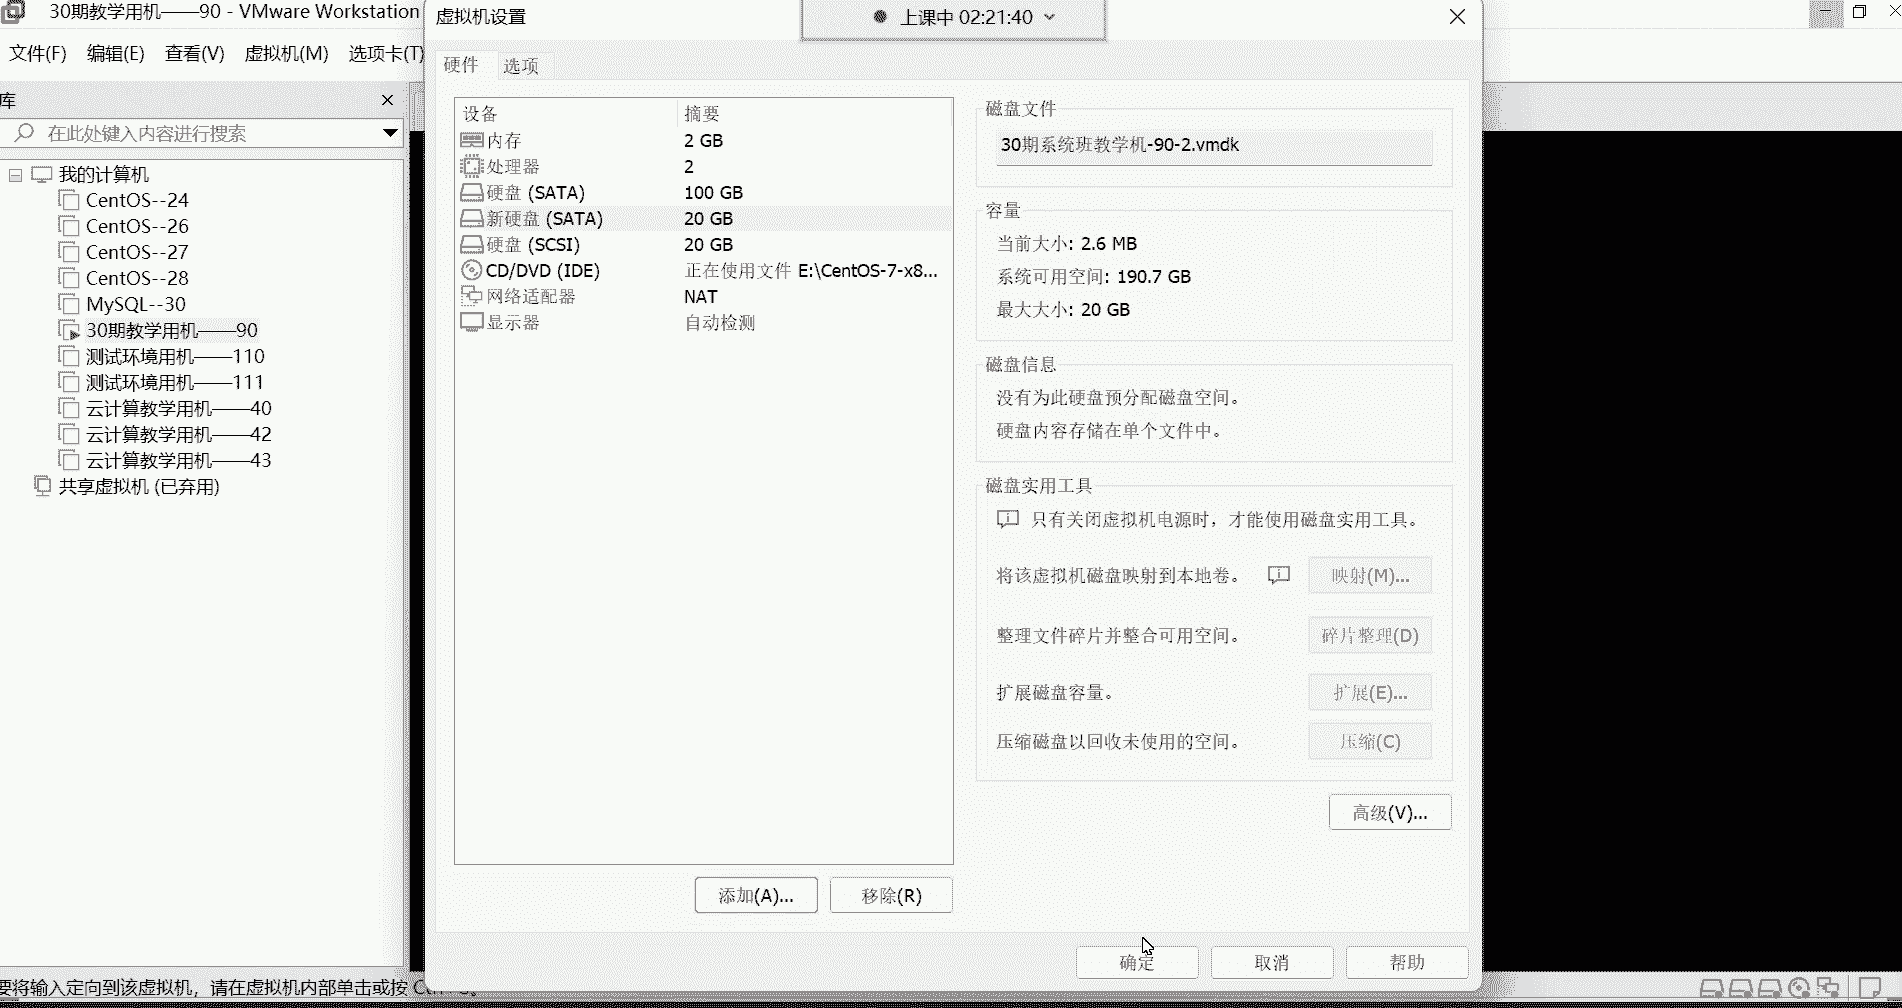 30期教学用机——90 - VMware Workstation
文件(F) 编辑(E) 查看(V) 虚拟机(M) 选项卡(T)
库
在此处键入内容进行搜索
我的计算机
CentOS--24
CentOS--26
CentOS--27
CentOS--28
MySQL--30
30期教学用机——90
测试环境用机——110
测试环境用机——111
云计算教学用机——40
云计算教学用机——42
云计算教学用机——43
共享虚拟机 (已弃用)
要将输入定向到该虚拟机，请在虚拟机内部单击或按
虚拟机设置
上课中 02:21:40
硬件 选项
设备 摘要
内存 2 GB
处理器 2
硬盘 (SATA) 100 GB
新硬盘 (SATA) 20 GB
硬盘 (SCSI) 20 GB
CD/DVD (IDE) 正在使用文件 E:\CentOS-7-x8...
网络适配器 NAT
显示器 自动检测
添加(A)... 移除(R)
磁盘文件
30期系统班教学机-90-2.vmdk
容量
当前大小: 2.6 MB
系统可用空间: 190.7 GB
最大大小: 20 GB
磁盘信息
没有为此硬盘预分配磁盘空间。
硬盘内容存储在单个文件中。
磁盘实用工具
只有关闭虚拟机电源时，才能使用磁盘实用工具。
将该虚拟机磁盘映射到本地卷。 映射(M)...
整理文件碎片并整合可用空间。 碎片整理(D)
扩展磁盘容量。 扩展(E)...
压缩磁盘以回收未使用的空间。 压缩(C)
高级(V)...
确定 取消 帮助